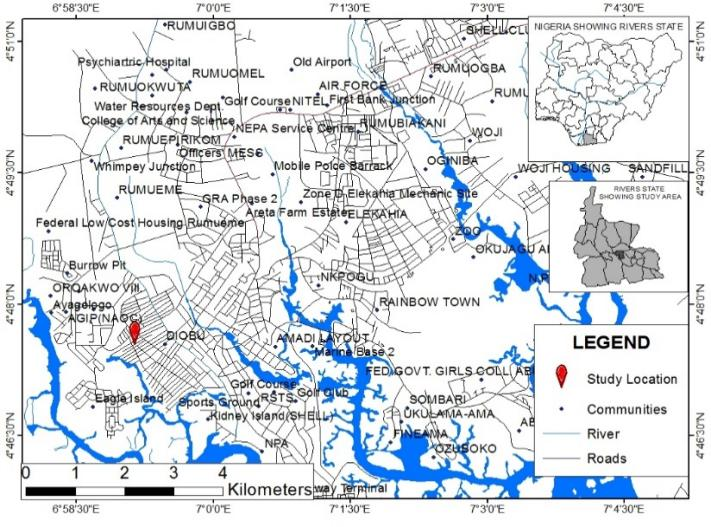 6°58'30"E 7°0'0"E 7°1'30"E 7°3'0"E 7°4'30"E
4°51'0"N
4°49'30"N
4°48'0"N
4°46'30"N
RUMUIGBO
SHELL CLU
Psychiartric Hospital
Old Airport
RUMUOMEL
RUMUOGBA
RUMUOKWUTA
AIR FORCE
RUMU
Golf Course NITEL First Bank Junction
Water Resources Dept.
College of Arts and Science
RUMUBIAKANI
NEPA Service Centre
WOJI
RUMUEPIRIKOM
Officers' MESS
OGINIBA
Whimpey Junction
Mobile Police Barrack
WOJI HOUSING
SANDFILL
RUMUEME
GRA Phase 2
Zone D Elekahia Mechanic Site
Areta Farm Estate
ELEKAHIA
Federal Low/Cost Housing Rumueme
ZOO
OKUJAGU A
Burrow Pit
NKPOGU
OROAKWO VIII
Ayagologo
RAINBOW TOWN
AGIP(NAOC)
DIOBU
AMADI LAYOUT
Marine Base 2
FED.GOVT. GIRLS COLL AB
Golf Course
RSTS
Golf Club
Eagle Island
Sports Ground
SOMBARI
Kidney Island(SHELL)
UKULAMA-AMA
FINEAMA
NPA
OZUBOKO
way Terminal
0 1 2 3 4
Kilometers
NIGERIA SHOWING RIVERS STATE
RIVERS STATE
SHOWING STUDY AREA
LEGEND
Study Location
Communities
River
Roads
6°58'30"E 7°0'0"E 7°1'30"E 7°3'0"E 7°4'30"E